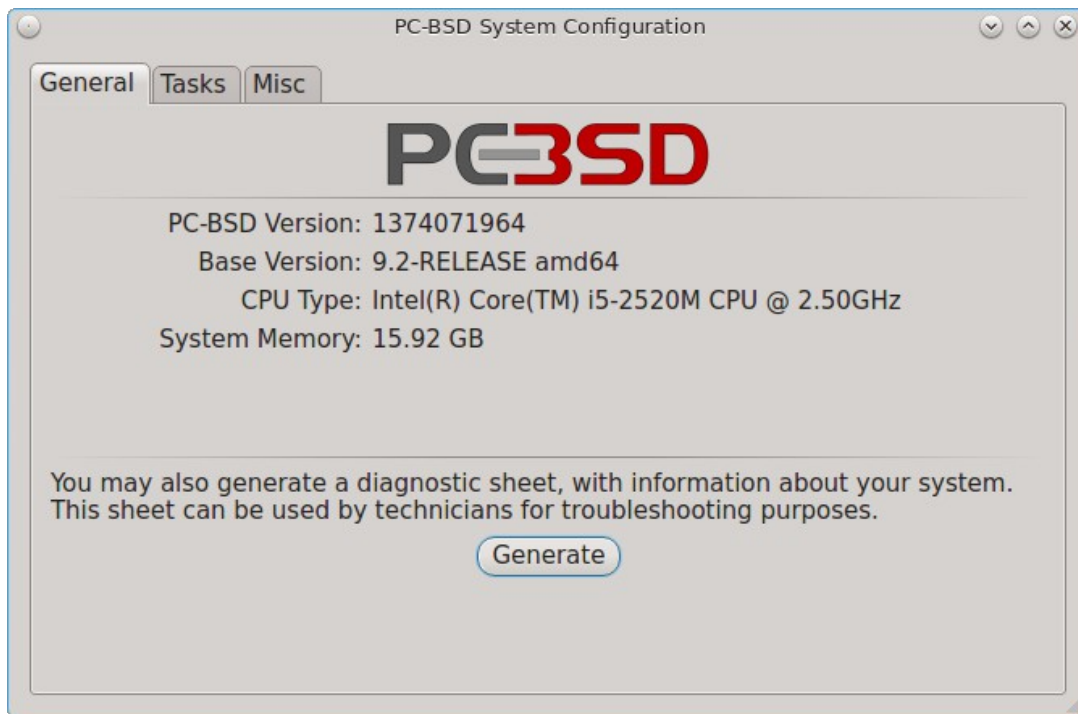 PC-BSD System Configuration
General Tasks Misc
PCBSD
PC-BSD Version: 1374071964
Base Version: 9.2-RELEASE amd64
CPU Type: Intel(R) Core(TM) i5-2520M CPU @ 2.50GHz
System Memory: 15.92 GB
You may also generate a diagnostic sheet, with information about your system.
This sheet can be used by technicians for troubleshooting purposes.
Generate